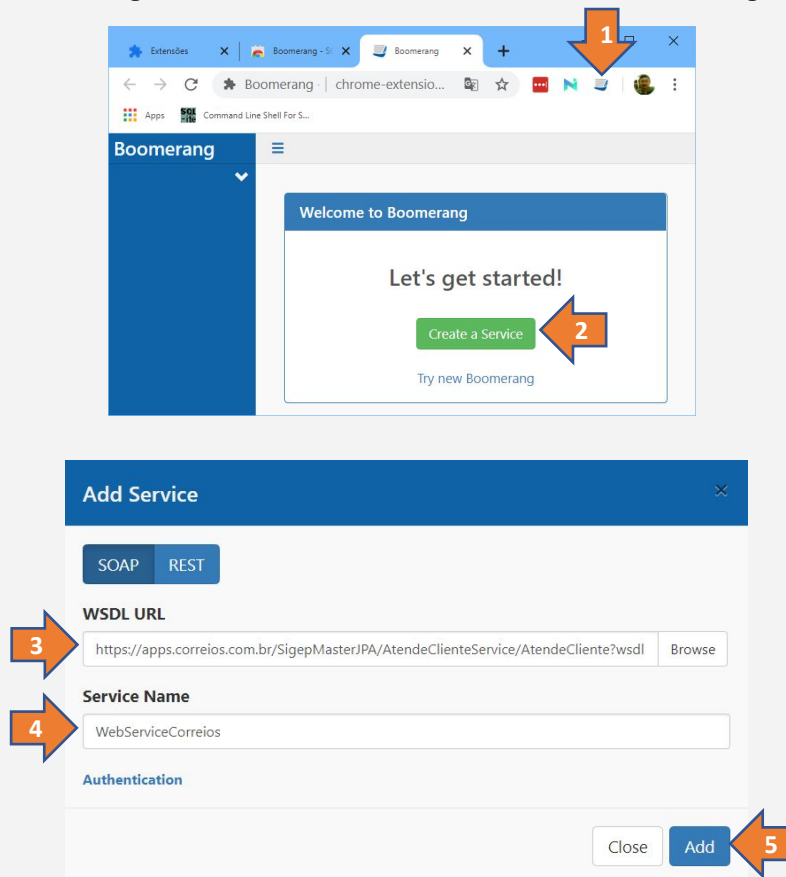 1
Extensões
Boomerang - S
Boomerang
Boomerang
chrome-extensio...
Apps
SQL
ite
Command Line Shell For S...
Boomerang
Welcome to Boomerang
Let's get started!
Create a Service
2
Try new Boomerang
Add Service
SOAP REST
WSDL URL
3
https://apps.correios.com.br/SigepMasterJPA/AtendeClienteService/AtendeCliente?wsdl
Browse
Service Name
4
WebServiceCorreios
Authentication
Close
Add
5